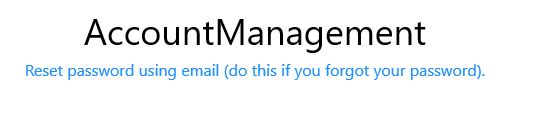 AccountManagement
Reset password using email (do this if you forgot your password).